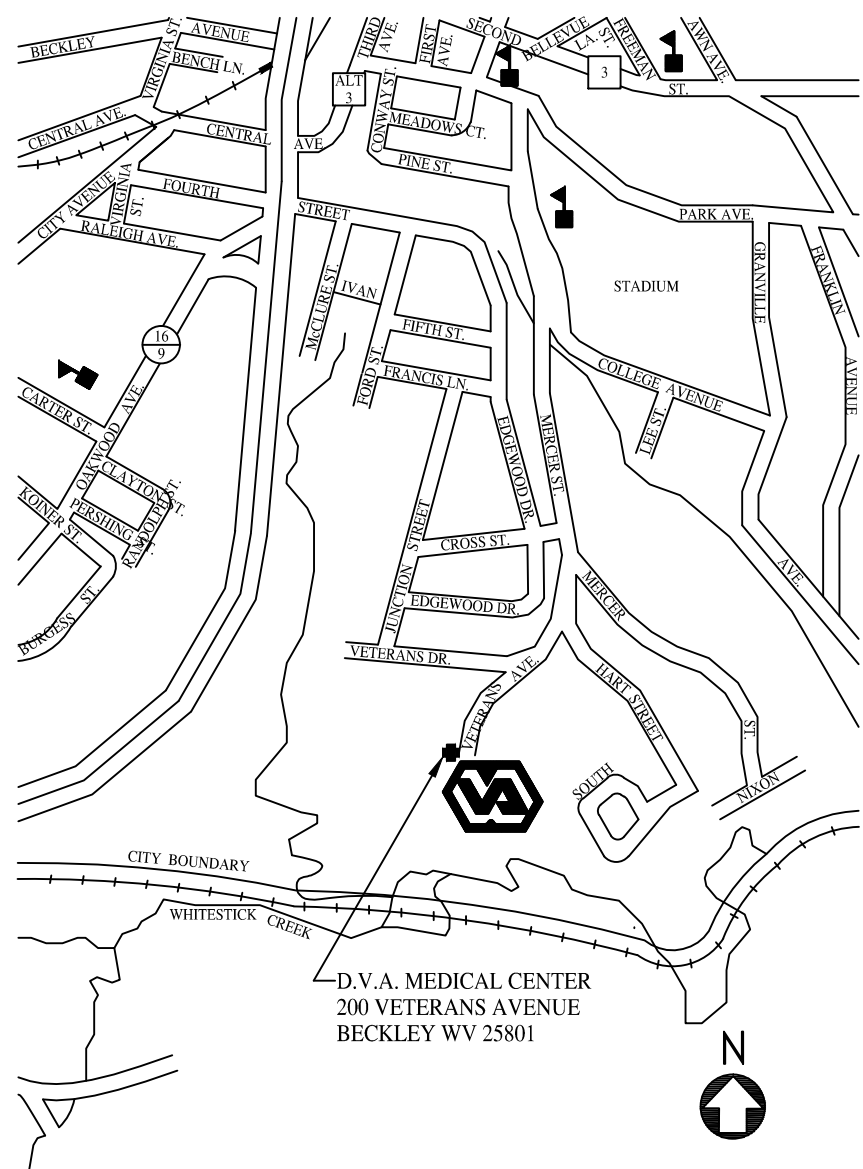 BECKLEY
AVENUE
VIRGINIA ST.
BENCH LN.
THIRD
AVE.
FIRST
AVE.
SECOND
BELLEVUE
LA.
ST.
FREEMAN
AWN AVE.
ALT
3
3
ST.
CENTRAL AVE.
CENTRAL
AVE.
CONWAY ST.
MEADOWS CT.
PINE ST.
CITY AVENUE
VIRGINIA
ST.
FOURTH
STREET
RALEIGH AVE.
PARK AVE.
McCLURE ST.
IVAN
STADIUM
GRANVILLE
FRANKLIN
AVENUE
16
9
FIFTH ST.
FORD ST.
FRANCIS LN.
COLLEGE AVENUE
LEE ST.
CARTER ST.
OAKWOOD AVE.
CLAYTON ST.
RANDOLPH ST.
PERSHING ST.
KOINER ST.
BURGESS ST.
EDGEWOOD DR.
MERCER ST.
JUNCTION STREET
CROSS ST.
EDGEWOOD DR.
MERCER
ST.
AVE.
VETERANS DR.
VETERANS AVE.
HART STREET
SOUTH
NIXON
VA
CITY BOUNDARY
WHITESTICK CREEK
D.V.A. MEDICAL CENTER
200 VETERANS AVENUE
BECKLEY WV 25801
N